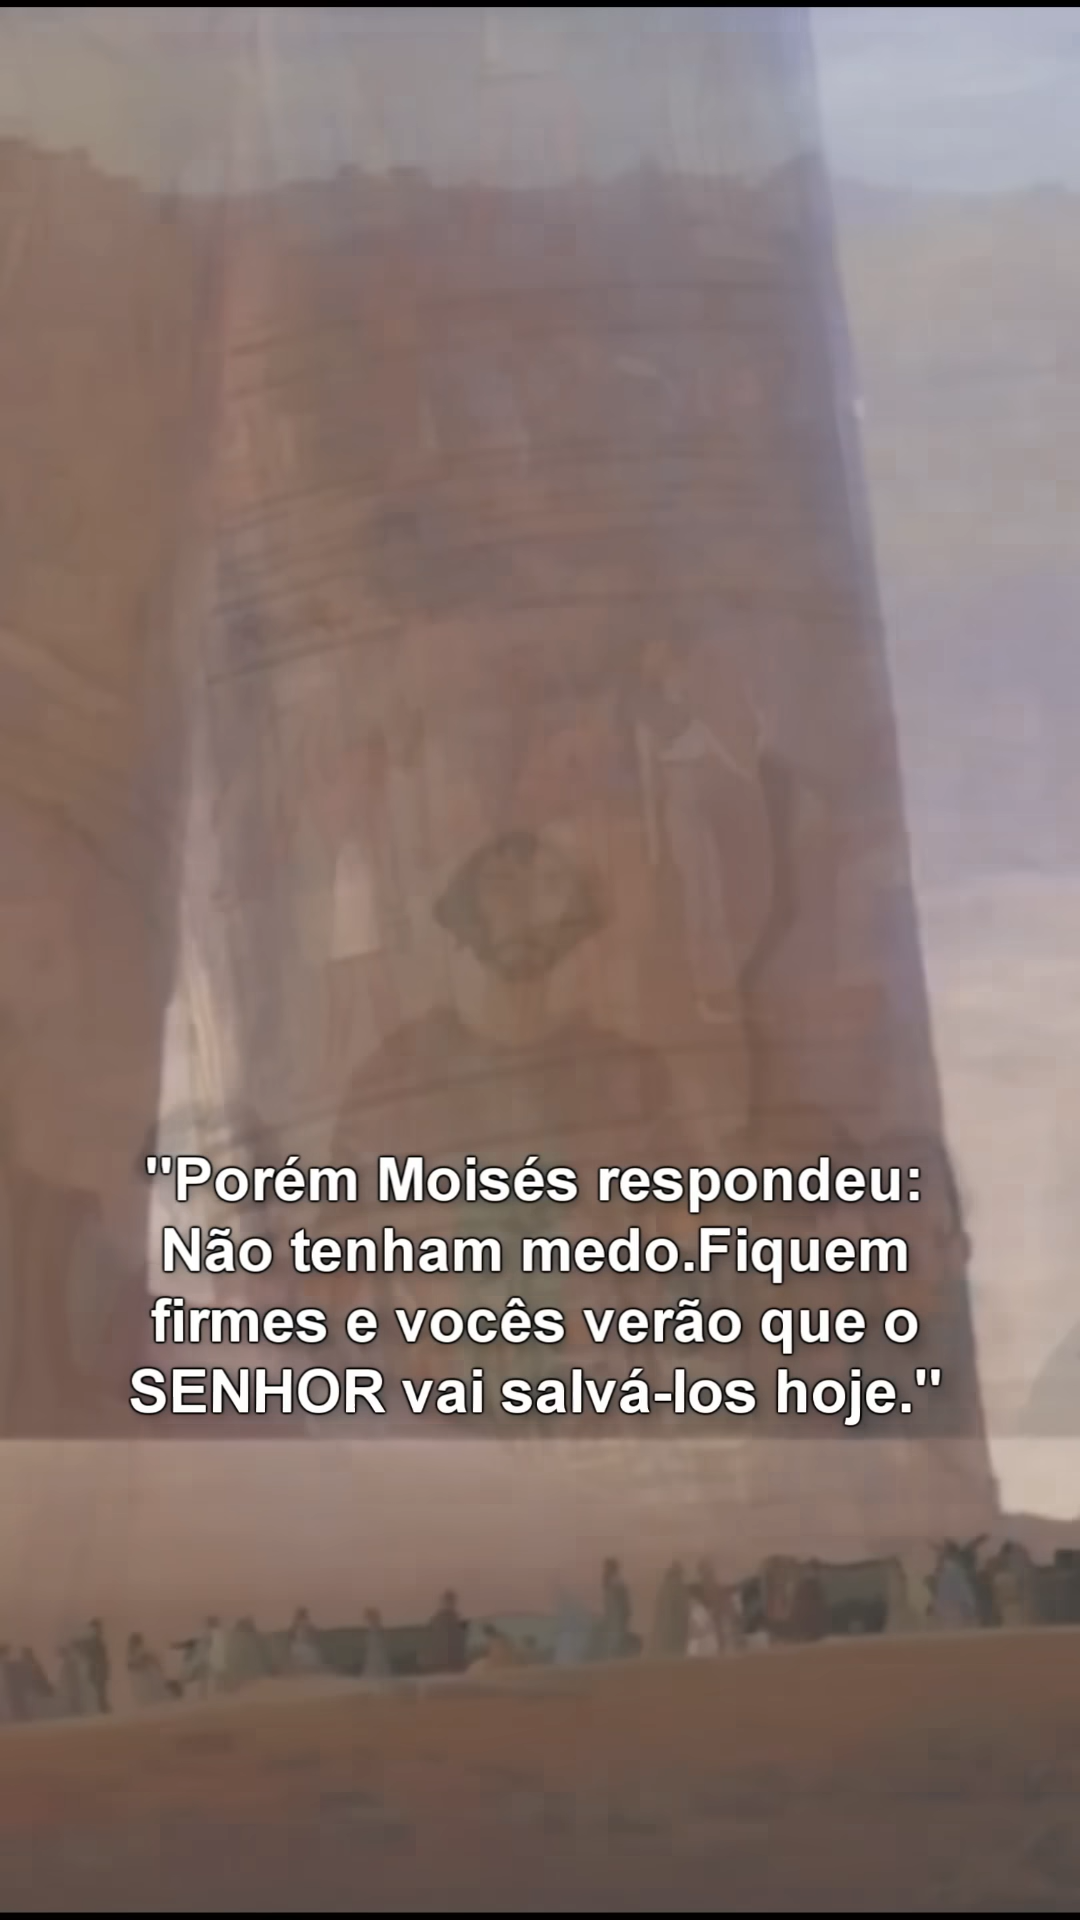 "Porém Moisés respondeu:
Não tenham medo.Fiquem
firmes e vocês verão que o
SENHOR vai salvá-los hoje."